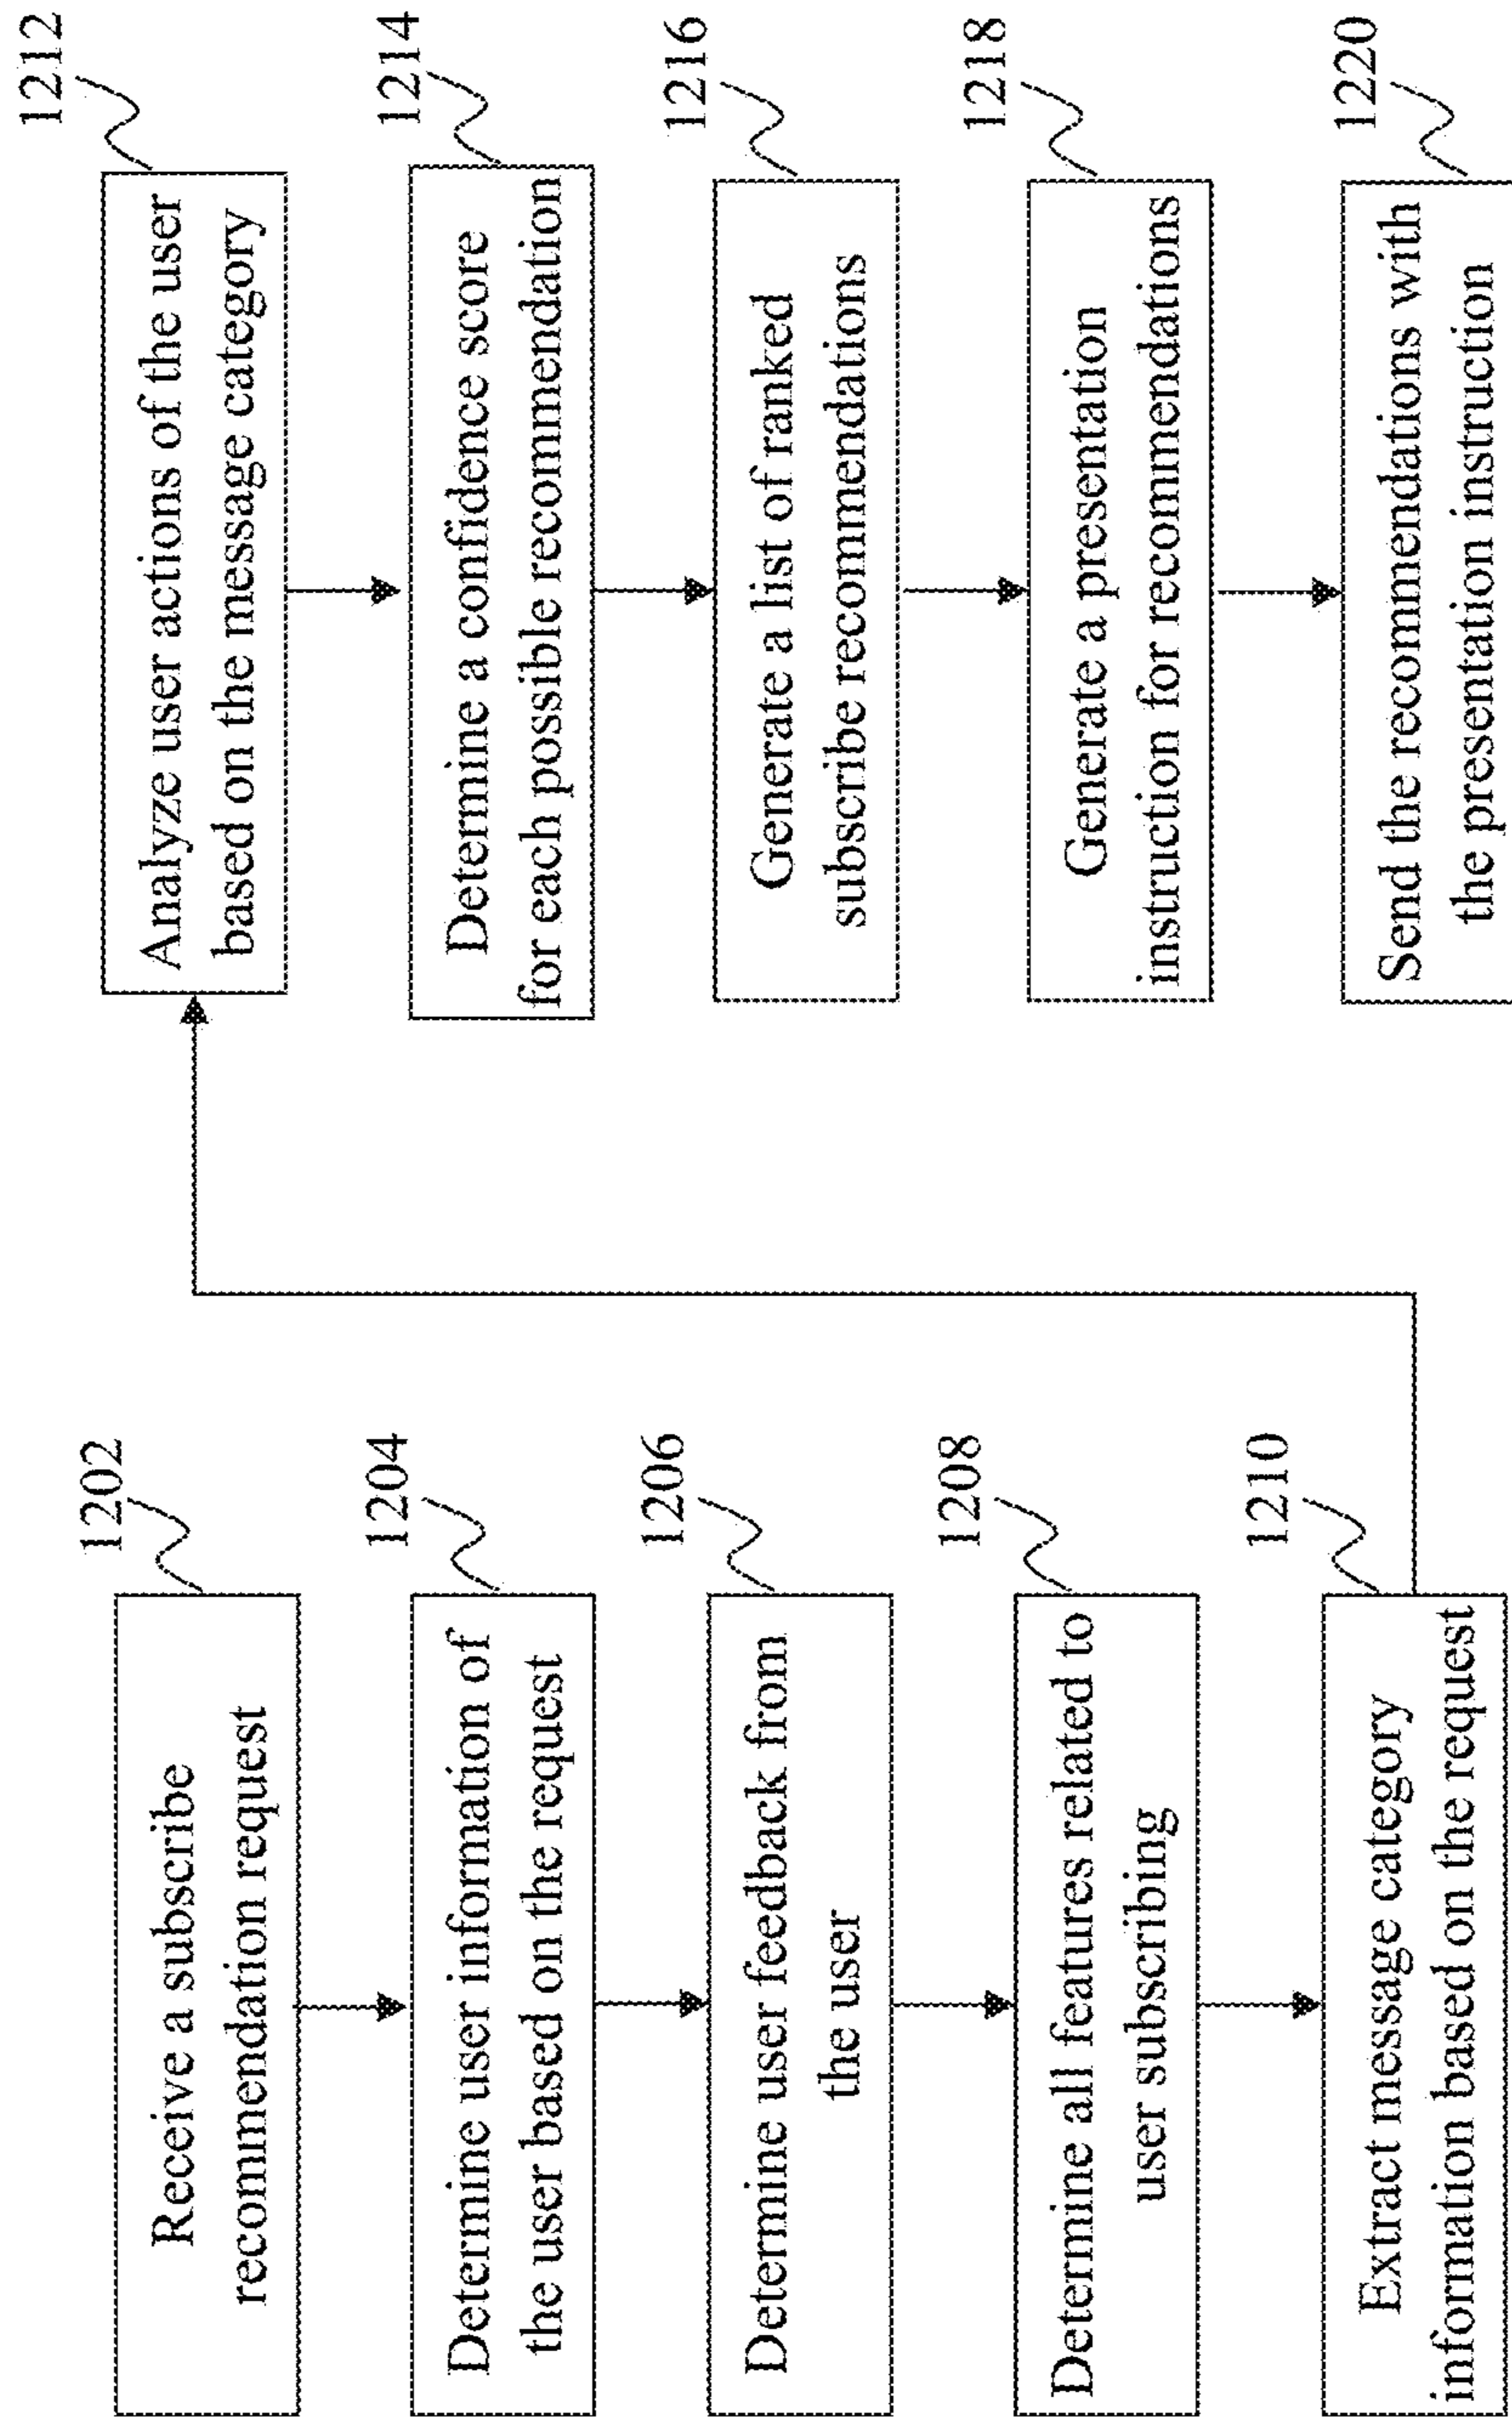 1202
Receive a subscribe
recommendation request
1204
Determine user information of
the user based on the request
1206
Determine user feedback from
the user
1208
Determine all features related to
user subscribing
1210
Extract message category
information based on the request
1212
Analyze user actions of the user
based on the message category
1214
Determine a confidence score
for each possible recommendation
1216
Generate a list of ranked
subscribe recommendations
1218
Generate a presentation
instruction for recommendations
1220
Send the recommendations with
the presentation instruction